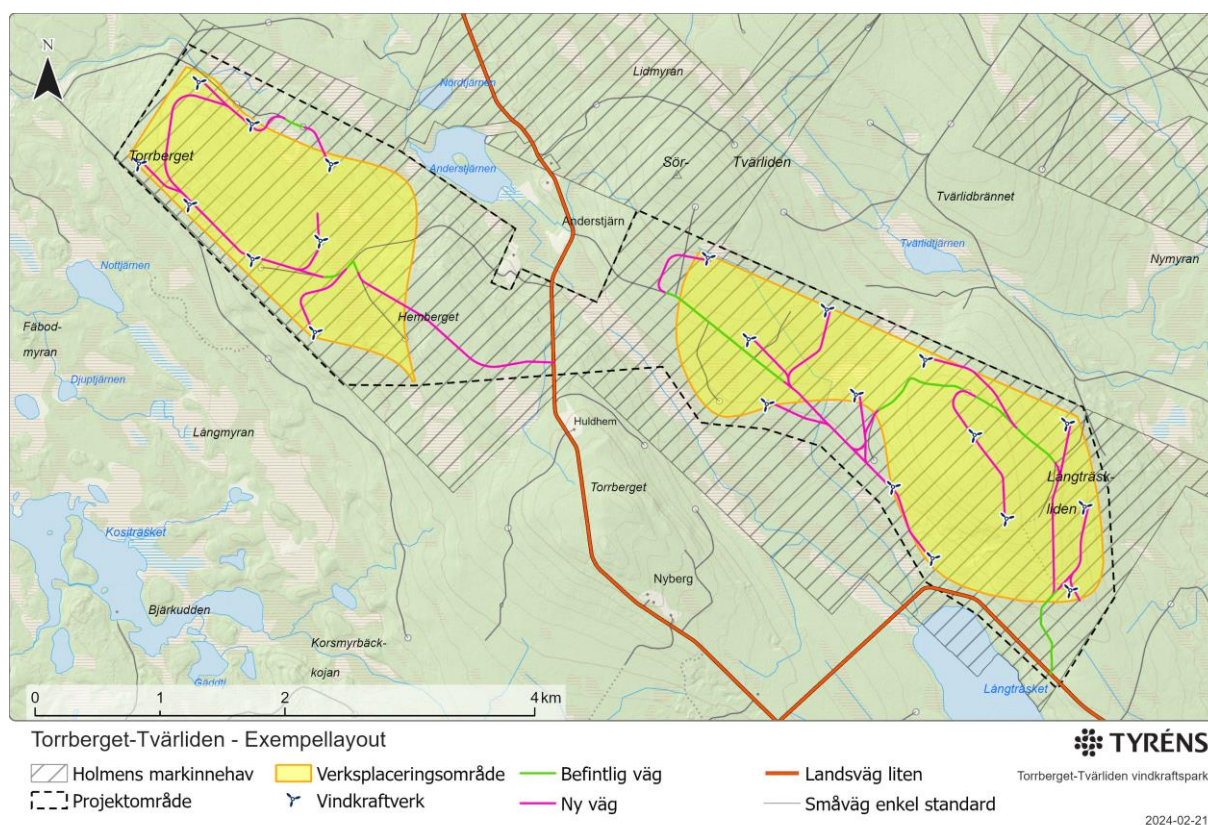 N
Lidmyran
Nordtjärnen
Torrberget
Anderstjärnen
Sör-
Tvärliden
Tvärlidbrännet
Anderstjärn
Tvärlidtjärnen
Nottjärnen
Nymyran
Hemberget
Fäbod-
myran
Djuptjärnen
Långmyran
Huldhem
Torrberget
Långträsk-
liden
Kositräsket
Nyberg
Bjärkudden
Korsmyrbäck-
kojan
Gäddtj
Långträsket
0 1 2 4 km
Torrberget-Tvärliden - Exempellayout
TYRÉNS
Holmens markinnehav
Verksplaceringsområde
Befintlig väg
Landsväg liten
Torrberget-Tvärliden vindkraftspark
Projektområde
Vindkraftverk
Ny väg
Småväg enkel standard
2024-02-21